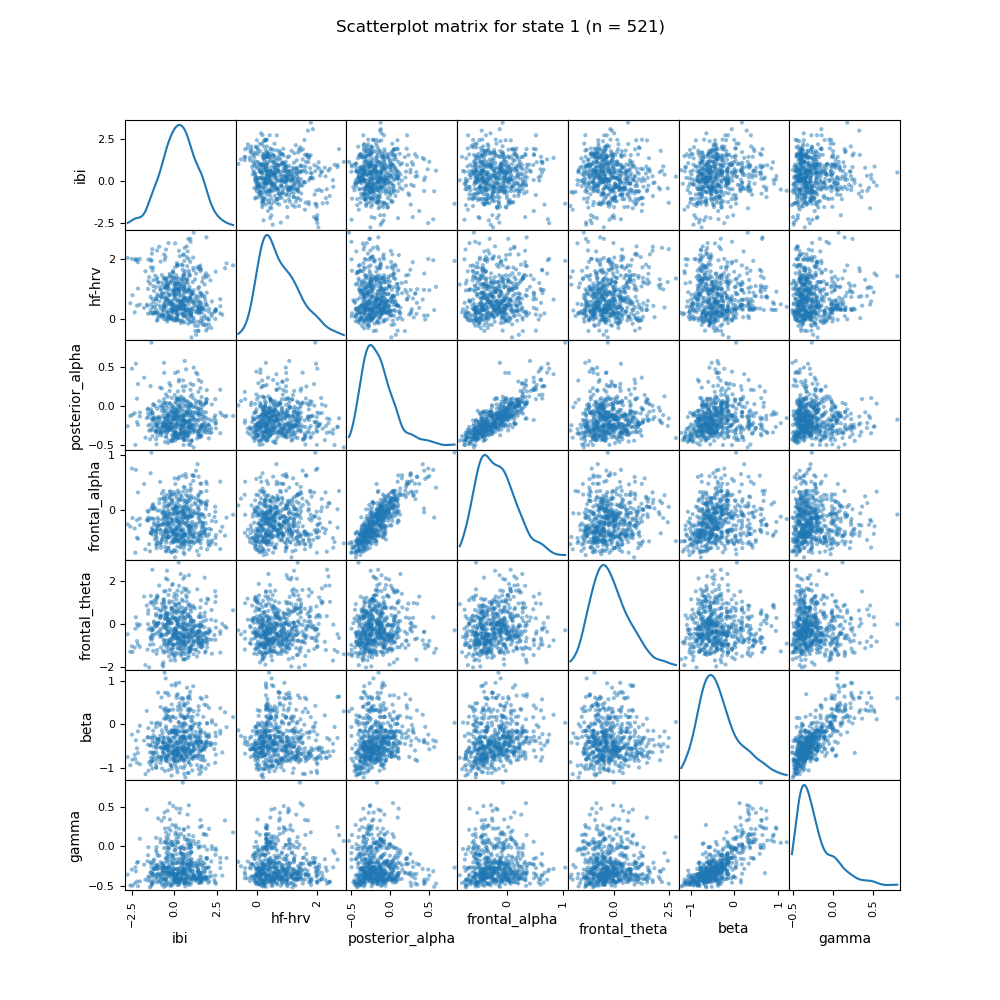 Scatterplot matrix for state 1 (n = 521)
ibi
2.5
0.0
−2.5
hf-hrv
2
0
posterior_alpha
0.5
0.0
−0.5
frontal_alpha
1
0
frontal_theta
2
0
−2
beta
1
0
−1
gamma
0.5
0.0
−0.5
−2.5 0.0 2.5 0 2 −0.5 0.0 0.5 0 1 0.0 2.5 −1 0 1 −0.5 0.0 0.5
ibi hf-hrv posterior_alpha frontal_alpha frontal_theta beta gamma